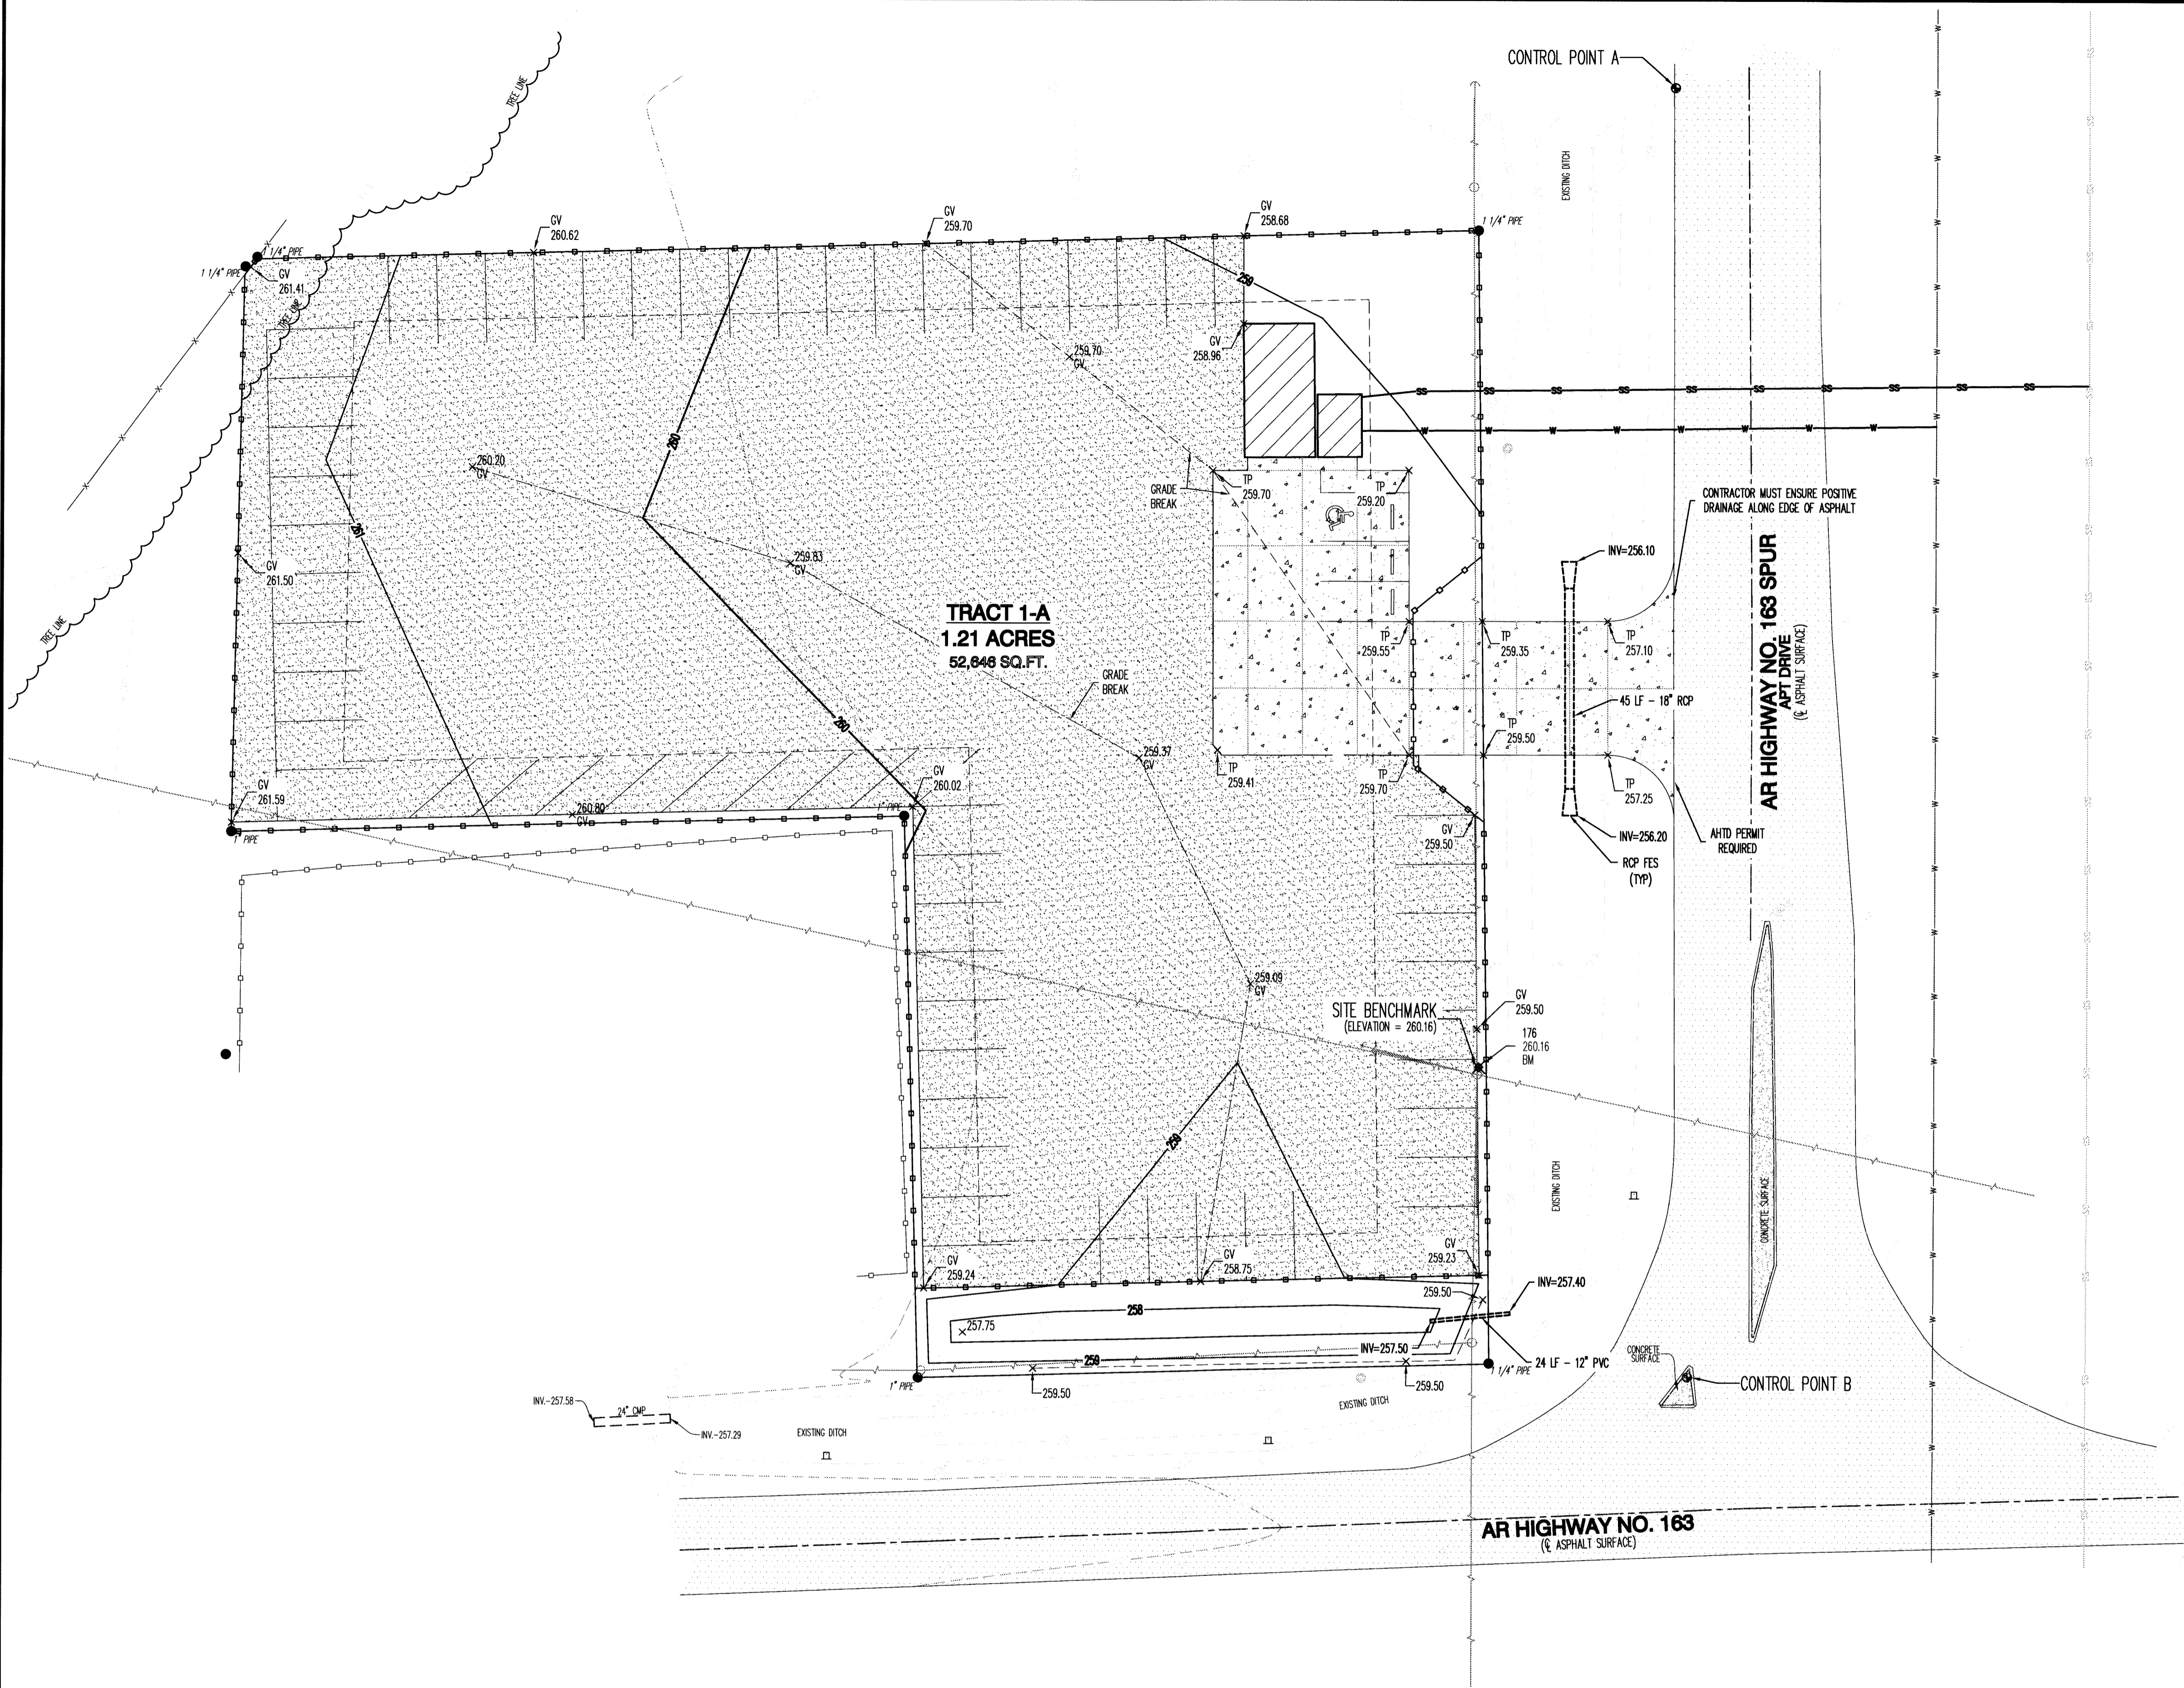 CONTROL POINT A
TREE LINE
EXISTING DITCH
GV
260.62
GV
259.70
GV
258.68
1 1/4" PIPE
1/4" PIPE
1 1/4" PIPE
GV
261.41
TREE LINE
259
GV
258.96
259.70
GV
SS SS SS SS SS SS SS SS SS SS
W W W W W W W W
260
260.20
GV
261
GRADE
BREAK
TP
259.70
TP
259.20
CONTRACTOR MUST ENSURE POSITIVE
DRAINAGE ALONG EDGE OF ASPHALT
GV
261.50
259.83
GV
INV=256.10
TRACT 1-A
1.21 ACRES
52,646 SQ.FT.
TREE LINE
TP
259.55
TP
259.35
TP
257.10
AR HIGHWAY NO. 163 SPUR
APT DRIVE
(℄ ASPHALT SURFACE)
GRADE
BREAK
45 LF - 18" RCP
260
259.37
GV
TP
259.41
TP
259.70
TP
259.50
TP
257.25
GV
261.59
GV
260.02
260.80
GV
1" PIPE
1" PIPE
GV
259.50
INV=256.20
AHTD PERMIT
REQUIRED
RCP FES
(TYP)
259.09
GV
SITE BENCHMARK
(ELEVATION = 260.16)
GV
259.50
176
260.16
BM
259
EXISTING DITCH
CONCRETE SURFACE
GV
259.24
GV
258.75
GV
259.23
259.50
INV=257.40
258
257.75
INV=257.50
259
24 LF - 12" PVC
1" PIPE
259.50
259.50
1 1/4" PIPE
CONCRETE
SURFACE
CONTROL POINT B
INV.-257.58
24" CMP
INV.-257.29
EXISTING DITCH
EXISTING DITCH
AR HIGHWAY NO. 163
(℄ ASPHALT SURFACE)